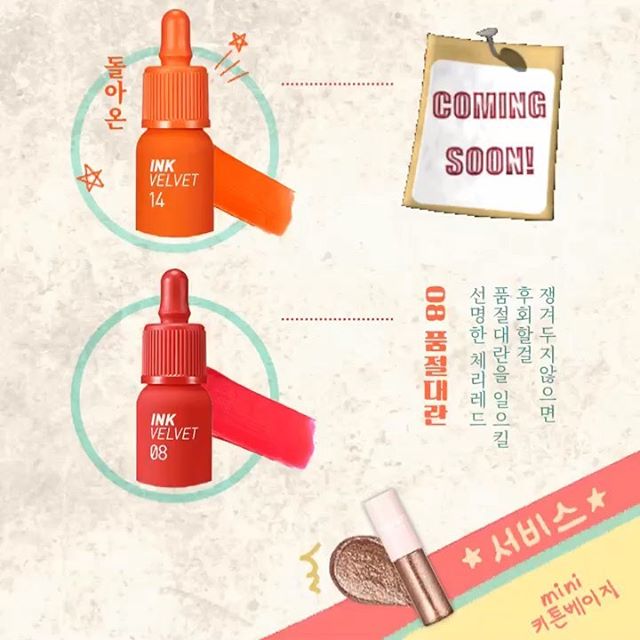 돌아온
INK
VELVET
14
COMING
SOON!
INK
VELVET
08
08 품절대란
쟁겨두지않으면
후회할걸
품절대란을 일으킬
선명한 체리레드
★서비스★
mini
키튼베이지